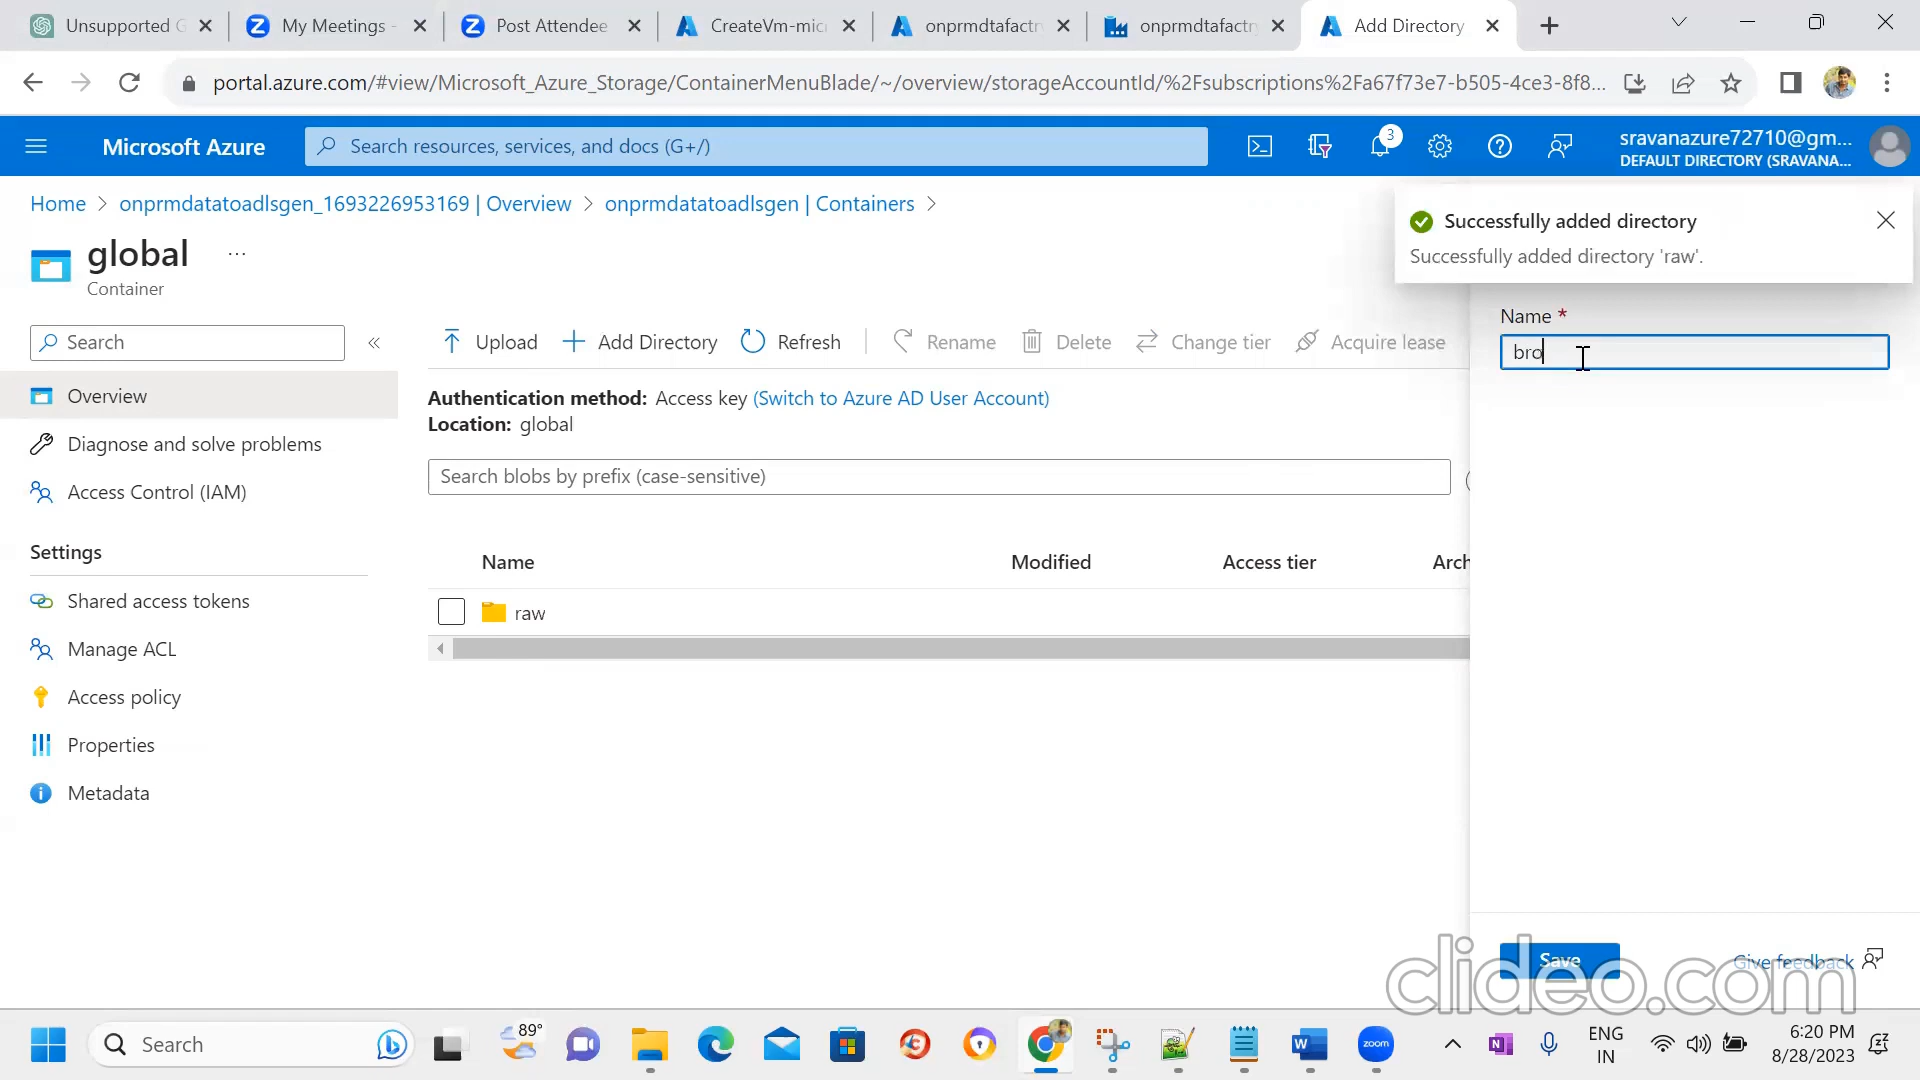 Unsupported G
My Meetings -
Post Attendee
CreateVm-mic
onprmdtafactry
onprmdtafactry
Add Directory
portal.azure.com/#view/Microsoft_Azure_Storage/ContainerMenuBlade/~/overview/storageAccountId/%2Fsubscriptions%2Fa67f73e7-b505-4ce3-8f8...
Microsoft Azure
Search resources, services, and docs (G+/)
3
sravanazure72710@gm...
DEFAULT DIRECTORY (SRAVANA...
Home > onprmdatatoadlsgen_1693226953169 | Overview > onprmdatatoadlsgen | Containers >
global ...
Container
Successfully added directory
Successfully added directory 'raw'.
Search
«
Upload
Add Directory
Refresh
Rename
Delete
Change tier
Acquire lease
Name *
bro
Overview
Diagnose and solve problems
Access Control (IAM)
Settings
Shared access tokens
Manage ACL
Access policy
Properties
Metadata
Authentication method: Access key (Switch to Azure AD User Account)
Location: global
Search blobs by prefix (case-sensitive)
Name
Modified
Access tier
Arch
raw
Save
Give feedback
clideo.com
Search
89°
zoom
ENG
IN
6:20 PM
8/28/2023